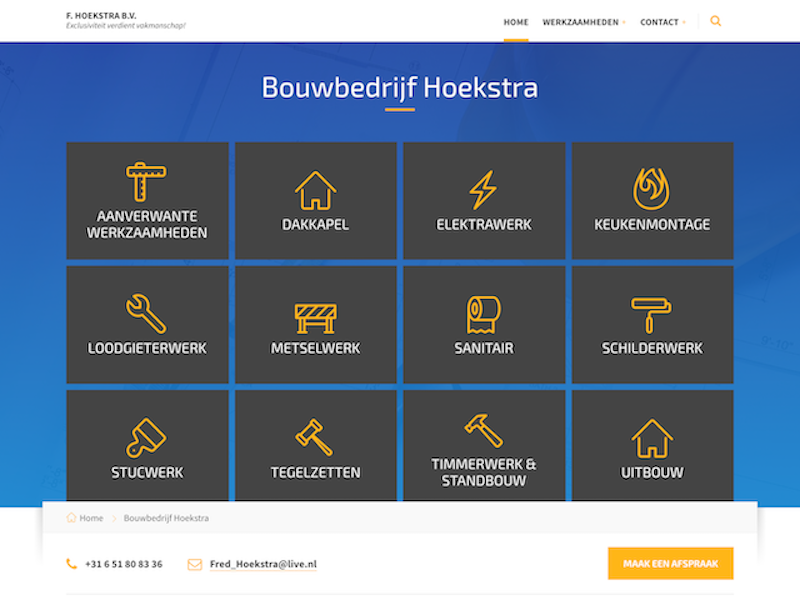 F. HOEKSTRA B.V.
Exclusiviteit verdient vakmanschap!
HOME WERKZAAMHEDEN CONTACT
Bouwbedrijf Hoekstra
AANVERWANTE
WERKZAAMHEDEN
DAKKAPEL
ELEKTRAWERK
KEUKENMONTAGE
LOODGIETERWERK
METSELWERK
SANITAIR
SCHILDERWERK
STUCWERK
TEGELZETTEN
TIMMERWERK &
STANDBOUW
UITBOUW
Home Bouwbedrijf Hoekstra
+31 6 51 80 83 36 Fred_Hoekstra@live.nl MAAK EEN AFSPRAAK